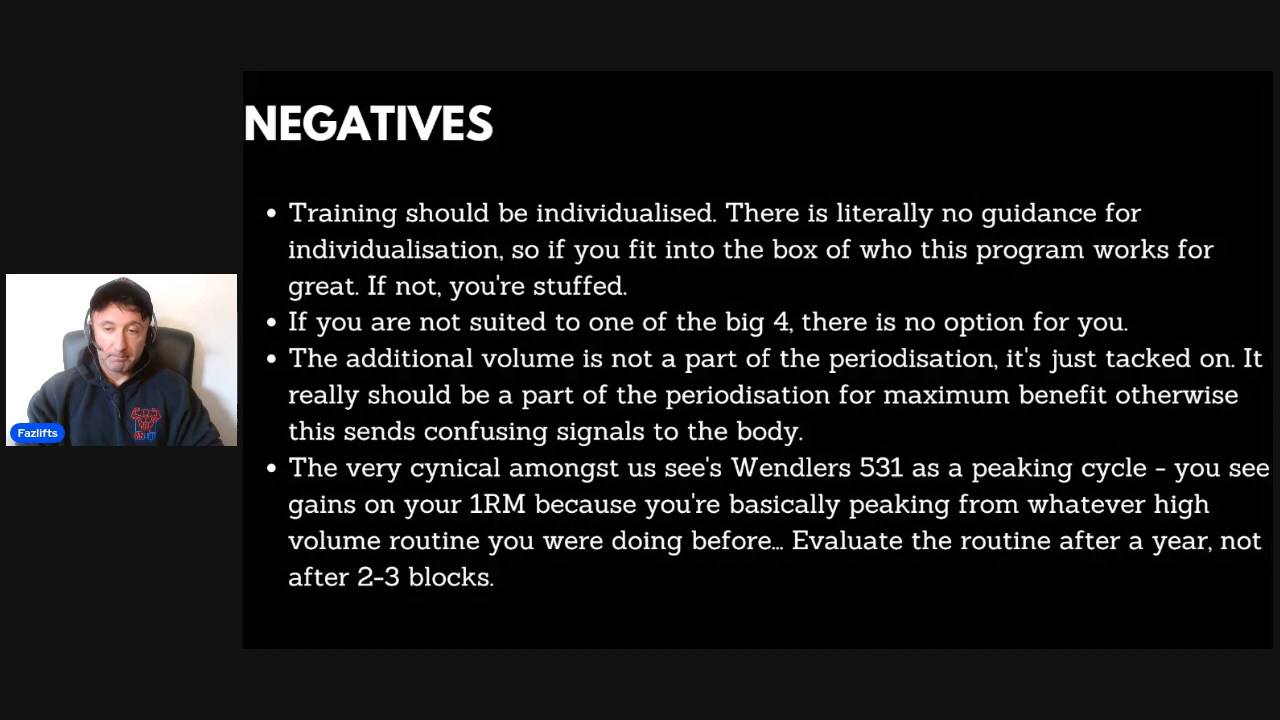 NEGATIVES
• Training should be individualised. There is literally no guidance for
individualisation, so if you fit into the box of who this program works for
great. If not, you're stuffed.
• If you are not suited to one of the big 4, there is no option for you.
• The additional volume is not a part of the periodisation, it's just tacked on. It
really should be a part of the periodisation for maximum benefit otherwise
this sends confusing signals to the body.
• The very cynical amongst us see's Wendlers 531 as a peaking cycle - you see
gains on your 1RM because you're basically peaking from whatever high
volume routine you were doing before... Evaluate the routine after a year, not
after 2-3 blocks.
Fazlifts